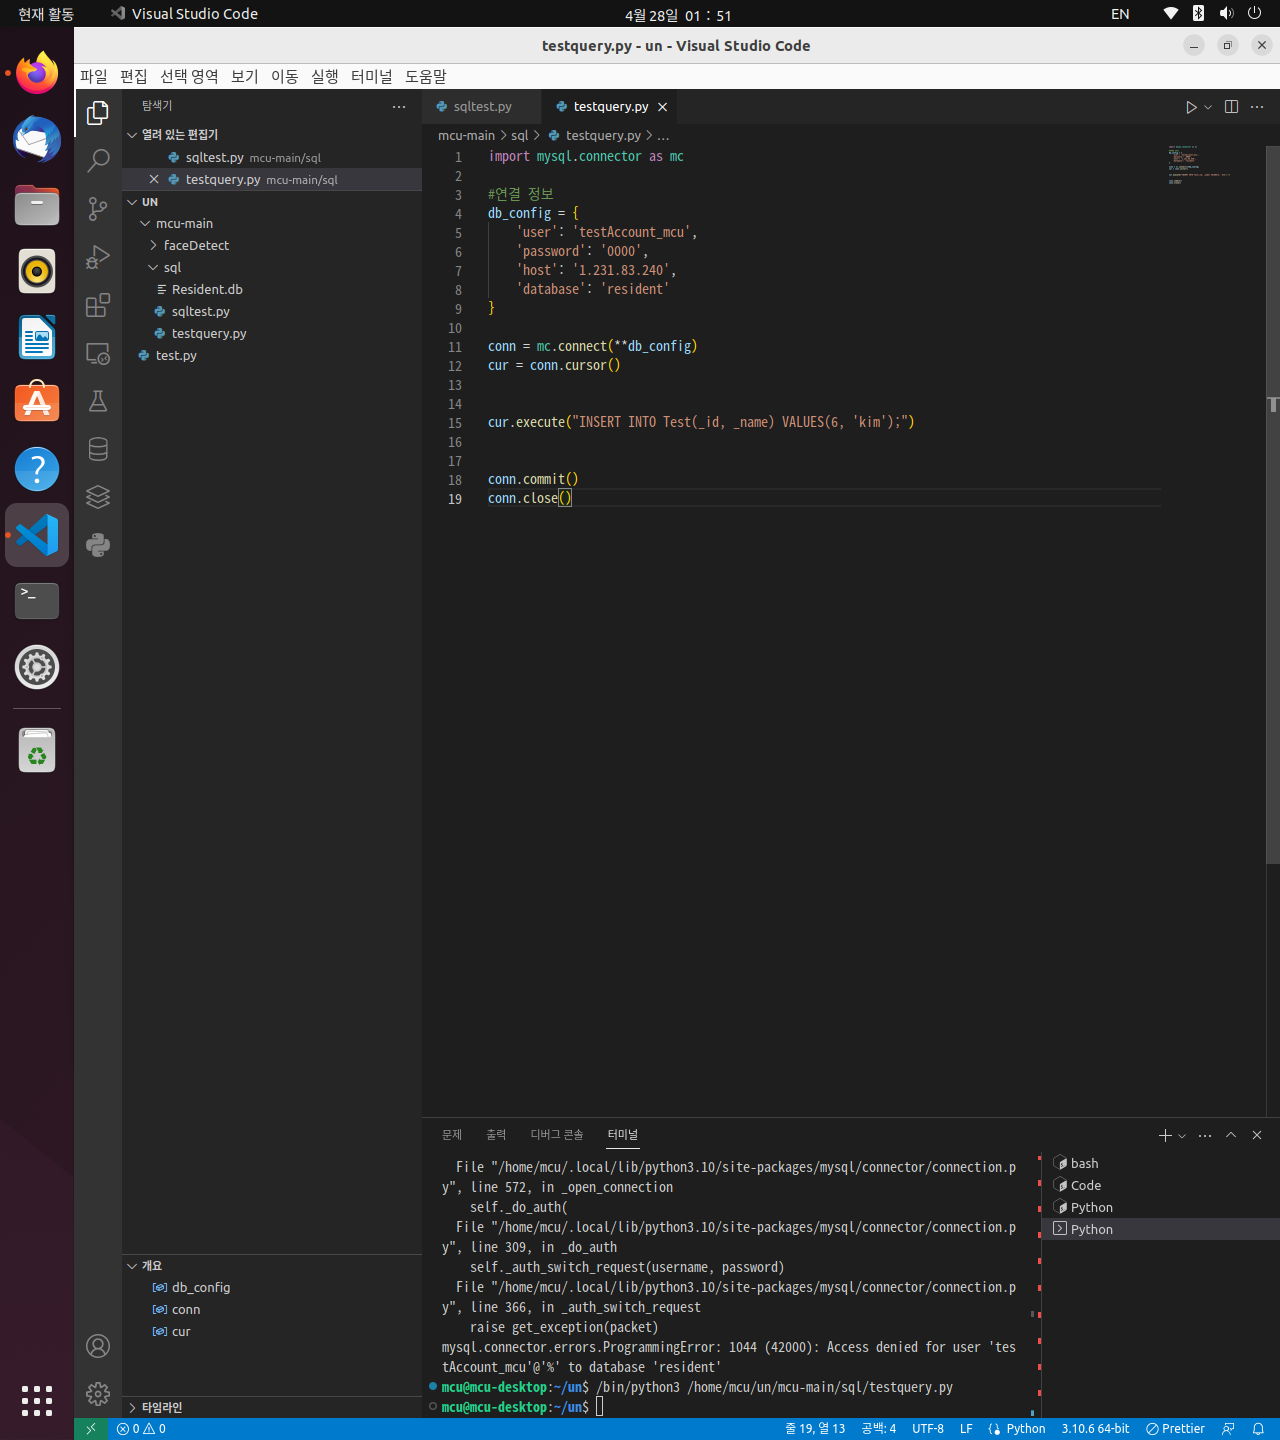 현재 활동
Visual Studio Code
4월 28일 01 : 51
EN
testquery.py - un - Visual Studio Code
파일 편집 선택 영역 보기 이동 실행 터미널 도움말
탐색기
열려 있는 편집기
sqltest.py mcu-main/sql
testquery.py mcu-main/sql
UN
mcu-main
faceDetect
sql
Resident.db
sqltest.py
testquery.py
test.py
개요
db_config
conn
cur
타임라인
sqltest.py
testquery.py
mcu-main > sql > testquery.py > ...
1 import mysql.connector as mc
2
3 #연결 정보
4 db_config = {
5 'user': 'testAccount_mcu',
6 'password': '0000',
7 'host': '1.231.83.240',
8 'database': 'resident'
9 }
10
11 conn = mc.connect(**db_config)
12 cur = conn.cursor()
13
14
15 cur.execute("INSERT INTO Test(_id, _name) VALUES(6, 'kim');")
16
17
18 conn.commit()
19 conn.close()
문제 출력 디버그 콘솔 터미널
File "/home/mcu/.local/lib/python3.10/site-packages/mysql/connector/connection.p
y", line 572, in _open_connection
self._do_auth(
File "/home/mcu/.local/lib/python3.10/site-packages/mysql/connector/connection.p
y", line 309, in _do_auth
self._auth_switch_request(username, password)
File "/home/mcu/.local/lib/python3.10/site-packages/mysql/connector/connection.p
y", line 366, in _auth_switch_request
raise get_exception(packet)
mysql.connector.errors.ProgrammingError: 1044 (42000): Access denied for user 'tes
tAccount_mcu'@'%' to database 'resident'
mcu@mcu-desktop:~/un$ /bin/python3 /home/mcu/un/mcu-main/sql/testquery.py
mcu@mcu-desktop:~/un$
bash
Code
Python
Python
0 0
줄 19, 열 13 공백: 4 UTF-8 LF Python 3.10.6 64-bit Prettier